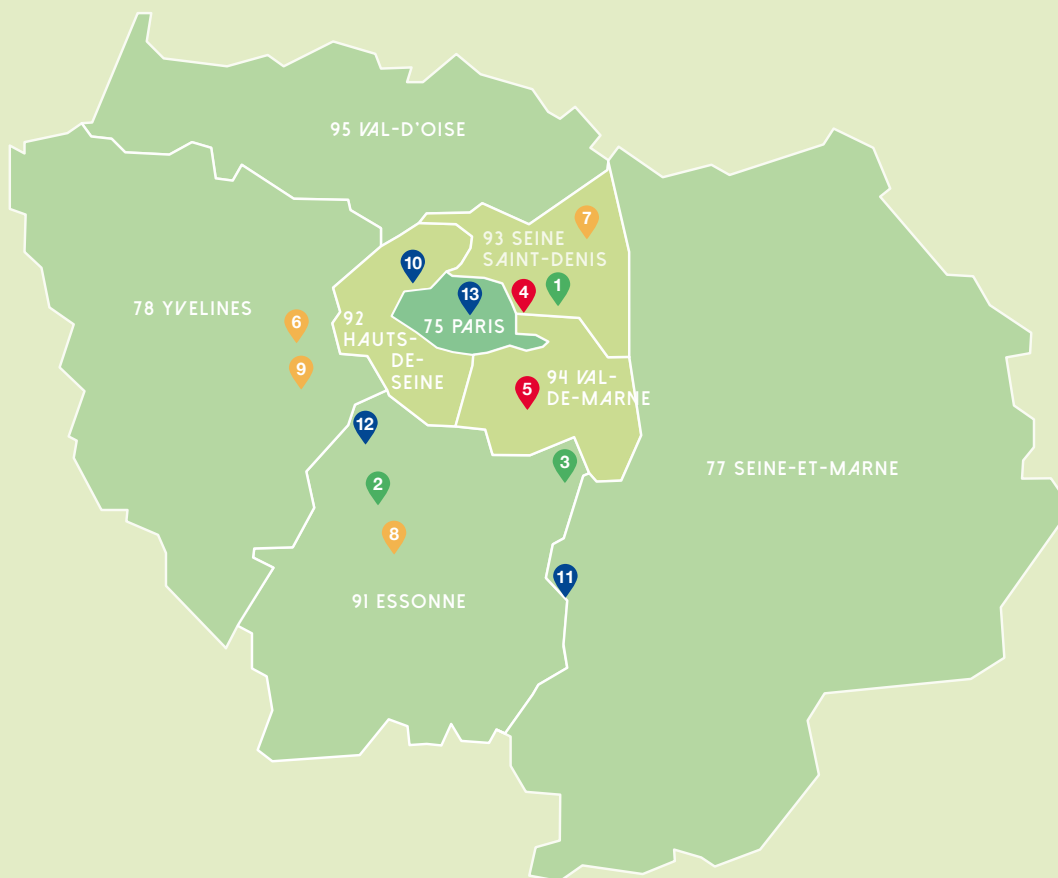 95 VAL-D'OISE
7
93 SEINE
SAINT-DENIS
10
1
4
13
78 YVELINES
6
92
HAUTS-
DE-
SEINE
75 PARIS
9
5
94 VAL-
DE-MARNE
12
3
77 SEINE-ET-MARNE
2
8
11
91 ESSONNE